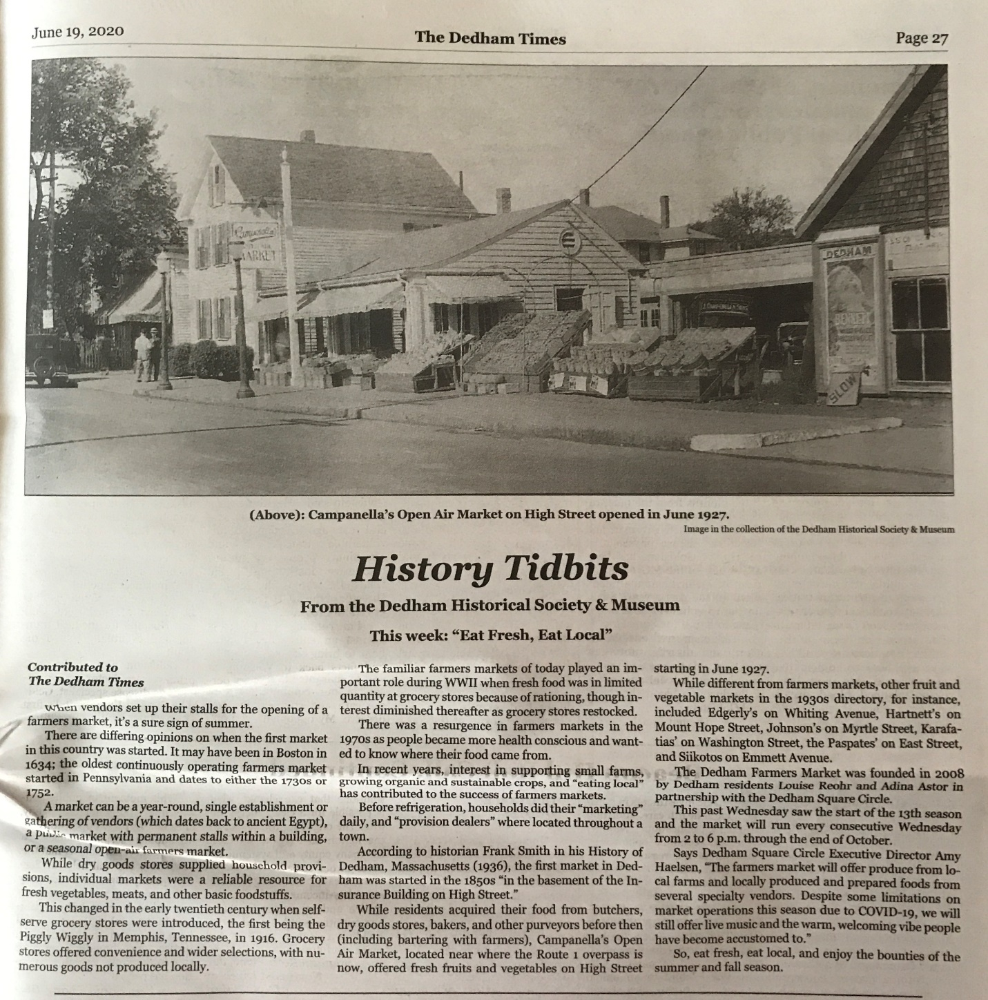 June 19, 2020
The Dedham Times
Page 27
Campanella's
MARKET
J. CAMPANELLA & SONS
DEDHAM
SLOW
(Above): Campanella's Open Air Market on High Street opened in June 1927.
Image in the collection of the Dedham Historical Society & Museum
History Tidbits
From the Dedham Historical Society & Museum
This week: “Eat Fresh, Eat Local”
Contributed to
The Dedham Times
When vendors set up their stalls for the opening of a
farmers market, it's a sure sign of summer.
There are differing opinions on when the first market
in this country was started. It may have been in Boston in
1634; the oldest continuously operating farmers market
started in Pennsylvania and dates to either the 1730s or
1752.
A market can be a year-round, single establishment or
gathering of vendors (which dates back to ancient Egypt),
a public market with permanent stalls within a building,
or a seasonal open-air farmers market.
While dry goods stores supplied household provi-
sions, individual markets were a reliable resource for
fresh vegetables, meats, and other basic foodstuffs.
This changed in the early twentieth century when self-
serve grocery stores were introduced, the first being the
Piggly Wiggly in Memphis, Tennessee, in 1916. Grocery
stores offered convenience and wider selections, with nu-
merous goods not produced locally.
The familiar farmers markets of today played an im-
portant role during WWII when fresh food was in limited
quantity at grocery stores because of rationing, though in-
terest diminished thereafter as grocery stores restocked.
There was a resurgence in farmers markets in the
1970s as people became more health conscious and want-
ed to know where their food came from.
In recent years, interest in supporting small farms,
growing organic and sustainable crops, and “eating local”
has contributed to the success of farmers markets.
Before refrigeration, households did their “marketing”
daily, and “provision dealers” where located throughout a
town.
According to historian Frank Smith in his History of
Dedham, Massachusetts (1936), the first market in Ded-
ham was started in the 1850s “in the basement of the In-
surance Building on High Street.”
While residents acquired their food from butchers,
dry goods stores, bakers, and other purveyors before then
(including bartering with farmers), Campanella's Open
Air Market, located near where the Route 1 overpass is
now, offered fresh fruits and vegetables on High Street
starting in June 1927.
While different from farmers markets, other fruit and
vegetable markets in the 1930s directory, for instance,
included Edgerly's on Whiting Avenue, Hartnett's on
Mount Hope Street, Johnson's on Myrtle Street, Karafa-
tias' on Washington Street, the Paspates' on East Street,
and Siikotos on Emmett Avenue.
The Dedham Farmers Market was founded in 2008
by Dedham residents Louise Reohr and Adina Astor in
partnership with the Dedham Square Circle.
This past Wednesday saw the start of the 13th season
and the market will run every consecutive Wednesday
from 2 to 6 p.m. through the end of October.
Says Dedham Square Circle Executive Director Amy
Haelsen, “The farmers market will offer produce from lo-
cal farms and locally produced and prepared foods from
several specialty vendors. Despite some limitations on
market operations this season due to COVID-19, we will
still offer live music and the warm, welcoming vibe people
have become accustomed to.”
So, eat fresh, eat local, and enjoy the bounties of the
summer and fall season.